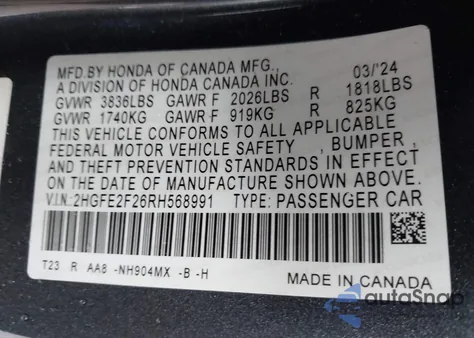 MFD.BY HONDA OF CANADA MFG., 03/'24
A DIVISION OF HONDA CANADA INC.
GVWR 3836LBS GAWR F 2026LBS R 1818LBS
GVWR 1740KG GAWR F 919KG R 825KG
THIS VEHICLE CONFORMS TO ALL APPLICABLE
FEDERAL MOTOR VEHICLE SAFETY , BUMPER ,
AND THEFT PREVENTION STANDARDS IN EFFECT
ON THE DATE OF MANUFACTURE SHOWN ABOVE.
V.I.N:2HGFE2F26RH568991 TYPE: PASSENGER CAR
T23 R AA8 -NH904MX -B -H
MADE IN CANADA
autoSnap